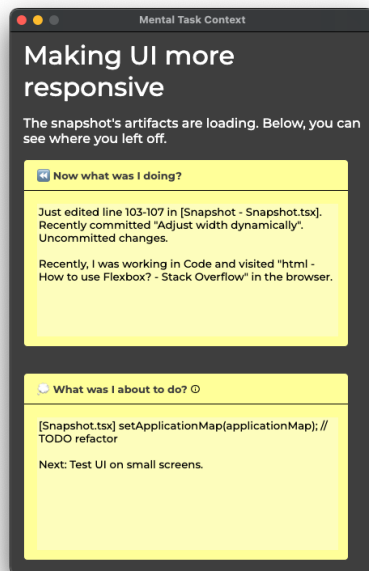 Mental Task Context
Making UI more
responsive
The snapshot's artifacts are loading. Below, you can
see where you left off.
⏪ Now what was I doing?
Just edited line 103-107 in [Snapshot - Snapshot.tsx].
Recently committed "Adjust width dynamically".
Uncommitted changes.
Recently, I was working in Code and visited "html -
How to use Flexbox? - Stack Overflow" in the browser.
💭 What was I about to do? ⓘ
[Snapshot.tsx] setApplicationMap(applicationMap); //
TODO refactor
Next: Test UI on small screens.